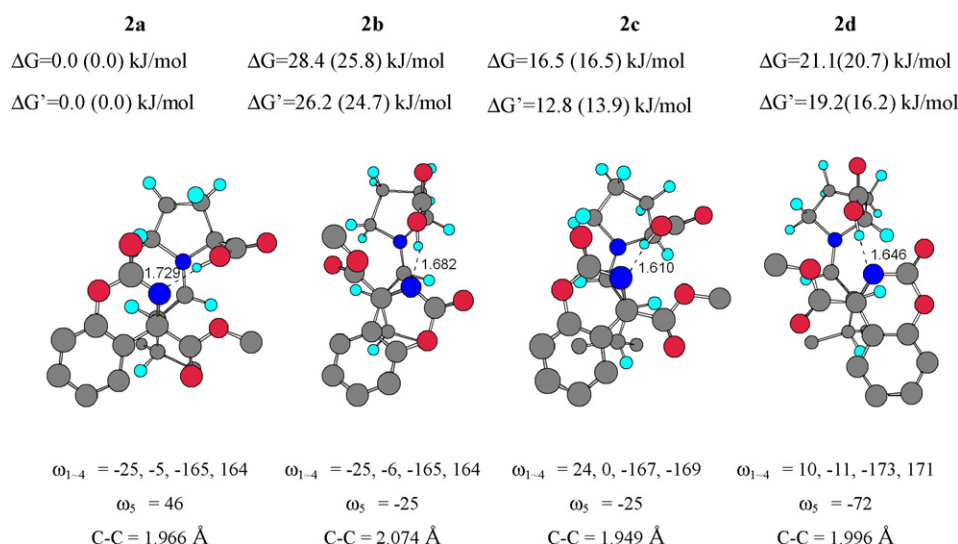 2a 2b 2c 2d
ΔG=0.0 (0.0) kJ/mol ΔG=28.4 (25.8) kJ/mol ΔG=16.5 (16.5) kJ/mol ΔG=21.1(20.7) kJ/mol
ΔG’=0.0 (0.0) kJ/mol ΔG’=26.2 (24.7) kJ/mol ΔG’=12.8 (13.9) kJ/mol ΔG’=19.2(16.2) kJ/mol
1.729 1.682 1.610 1.646
ω1~4 = -25, -5, -165, 164 ω1~4 = -25, -6, -165, 164 ω1~4 = 24, 0, -167, -169 ω1~4 = 10, -11, -173, 171
ω5 = 46 ω5 = -25 ω5 = -25 ω5 = -72
C-C = 1.966 Å C-C = 2.074 Å C-C = 1.949 Å C-C = 1.996 Å